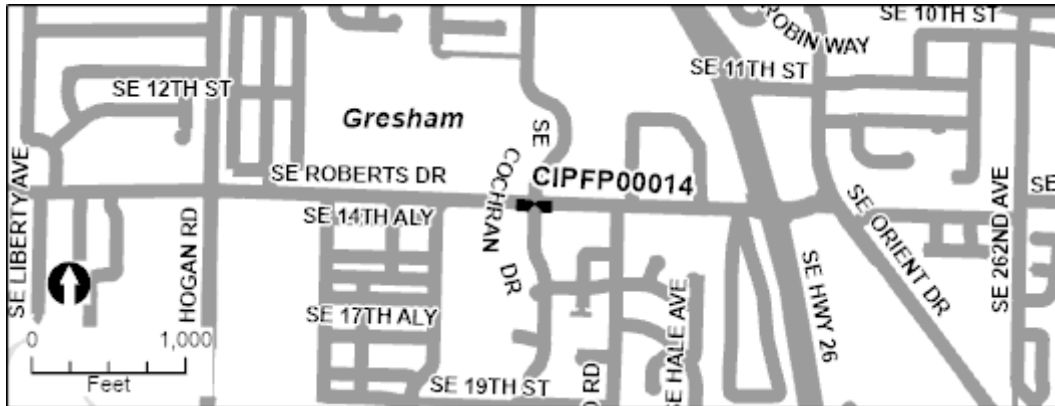 ROBIN WAY
SE 10TH ST
SE 11TH ST
SE 12TH ST
Gresham
SE COCHRAN DR
SE ROBERTS DR
CIPFP00014
SE LIBERTY AVE
HOGAN RD
SE 14TH ALY
SE ORIENT DR
SE 262ND AVE
SE
SE 17TH ALY
SE HALE AVE
SE HWY 26
0 1,000
Feet
SE 19TH ST
RD